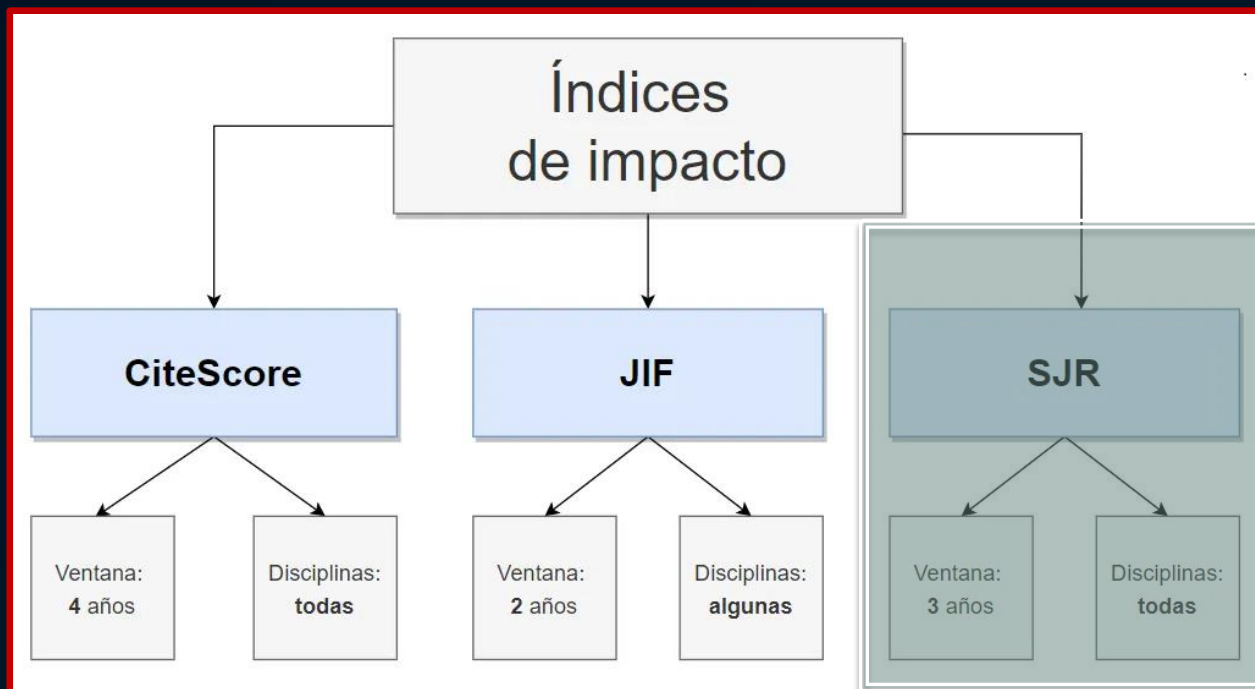 Índices
de impacto
CiteScore
JIF
SJR
Ventana:
4 años
Disciplinas:
todas
Ventana:
2 años
Disciplinas:
algunas
Ventana:
3 años
Disciplinas:
todas